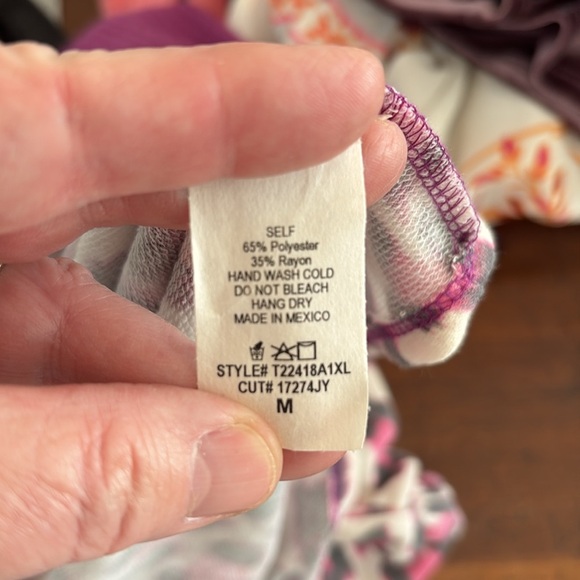 SELF
65% Polyester
35% Rayon
HAND WASH COLD
DO NOT BLEACH
HANG DRY
MADE IN MEXICO
STYLE# T22418A1XL
CUT# 17274JY
M